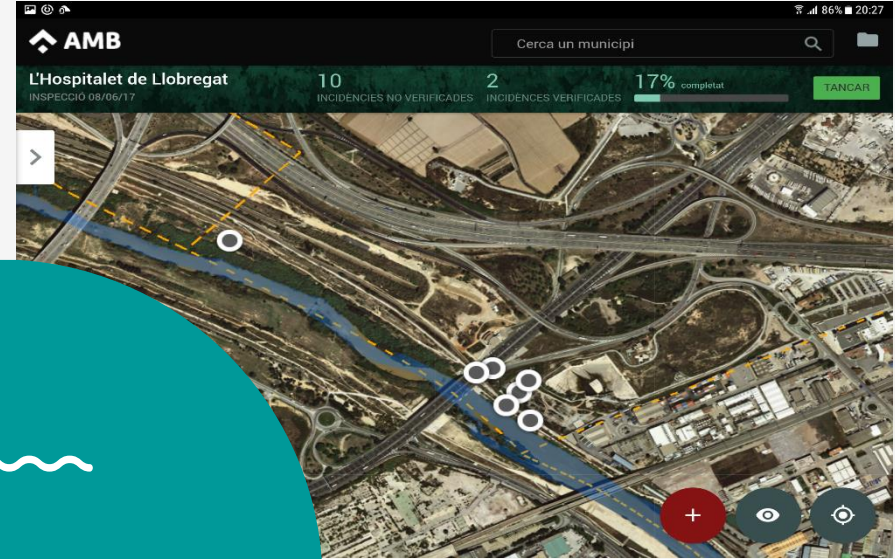 86% 20:27
AMB
Cerca un municipi
L'Hospitalet de Llobregat
INSPECCIÓ 08/06/17
10
INCIDÈNCIES NO VERIFICADES
2
INCIDÈNCES VERIFICADES
17% completat
TANCAR